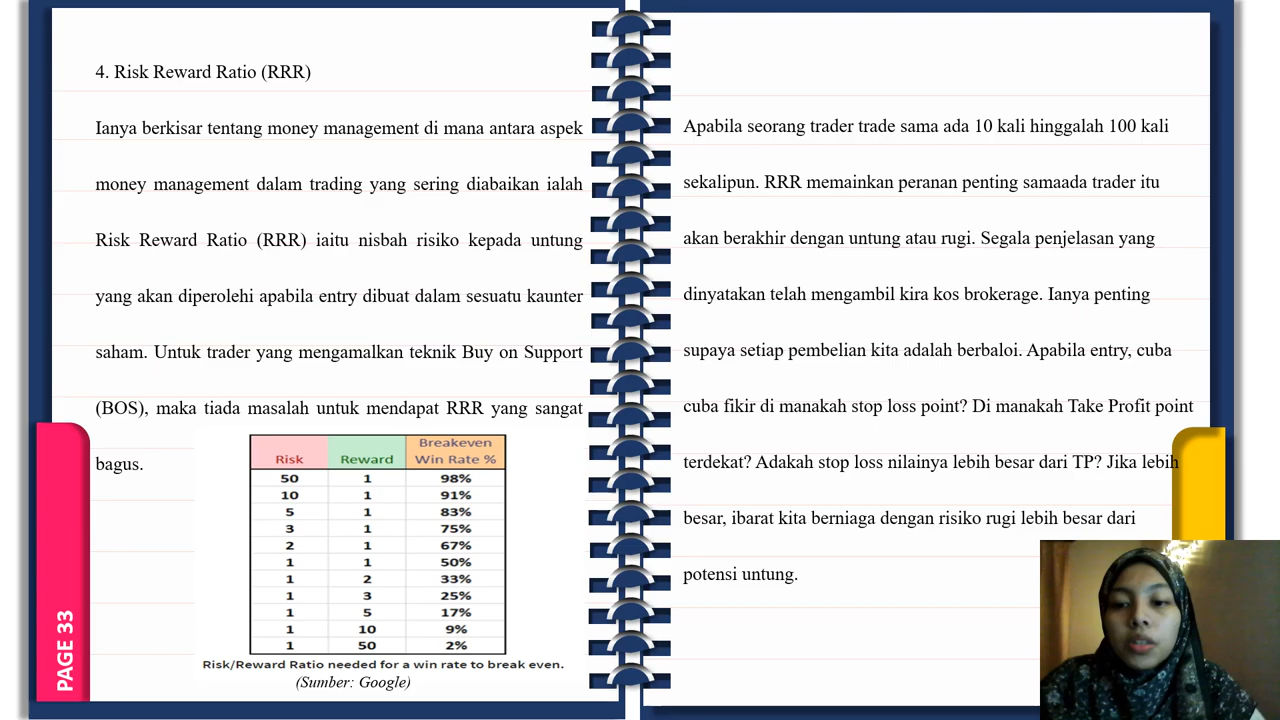 4. Risk Reward Ratio (RRR)
Ianya berkisar tentang money management di mana antara aspek
money management dalam trading yang sering diabaikan ialah
Risk Reward Ratio (RRR) iaitu nisbah risiko kepada untung
yang akan diperolehi apabila entry dibuat dalam sesuatu kaunter
saham. Untuk trader yang mengamalkan teknik Buy on Support
(BOS), maka tiada masalah untuk mendapat RRR yang sangat
bagus.
Risk Reward Breakeven Win Rate %
50 1 98%
10 1 91%
5 1 83%
3 1 75%
2 1 67%
1 1 50%
1 2 33%
1 3 25%
1 5 17%
1 10 9%
1 50 2%
Risk/Reward Ratio needed for a win rate to break even.
(Sumber: Google)
PAGE 33
Apabila seorang trader trade sama ada 10 kali hinggalah 100 kali
sekalipun. RRR memainkan peranan penting samaada trader itu
akan berakhir dengan untung atau rugi. Segala penjelasan yang
dinyatakan telah mengambil kira kos brokerage. Ianya penting
supaya setiap pembelian kita adalah berbaloi. Apabila entry, cuba
cuba fikir di manakah stop loss point? Di manakah Take Profit point
terdekat? Adakah stop loss nilainya lebih besar dari TP? Jika lebih
besar, ibarat kita berniaga dengan risiko rugi lebih besar dari
potensi untung.